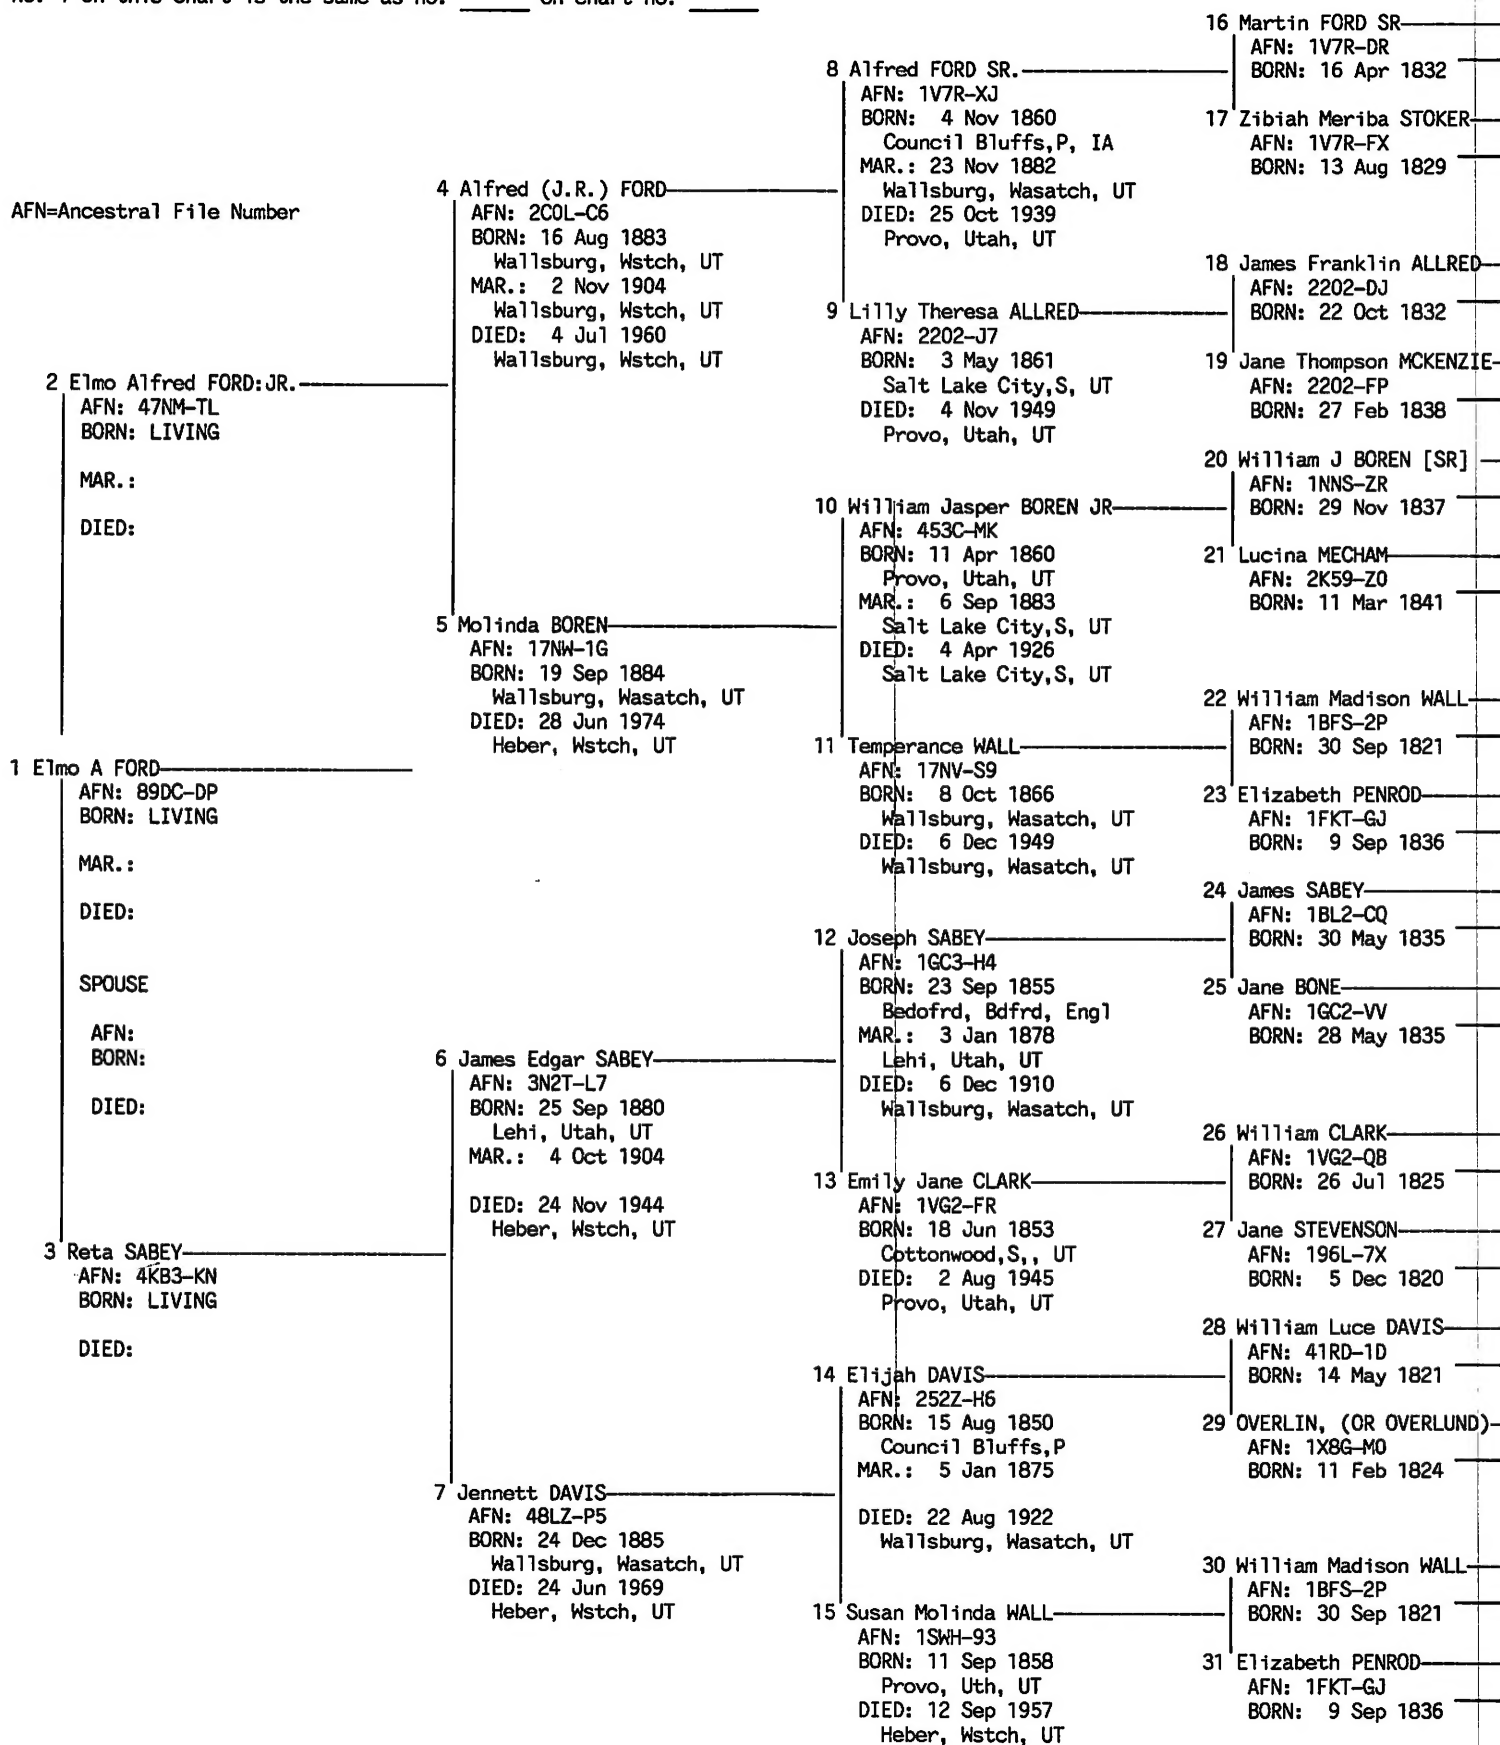 AFN=Ancestral File Number
1 Elmo A FORD
AFN: 89DC-DP
BORN: LIVING
MAR.:
DIED:
SPOUSE
AFN:
BORN:
DIED:
2 Elmo Alfred FORD:JR.
AFN: 47NM-TL
BORN: LIVING
MAR.:
DIED:
3 Reta SABEY
AFN: 4KB3-KN
BORN: LIVING
DIED:
4 Alfred (J.R.) FORD
AFN: 2C0L-C6
BORN: 16 Aug 1883
Wallsburg, Wstch, UT
MAR.: 2 Nov 1904
Wallsburg, Wstch, UT
DIED: 4 Jul 1960
Wallsburg, Wstch, UT
5 Molinda BOREN
AFN: 17NW-1G
BORN: 19 Sep 1884
Wallsburg, Wasatch, UT
DIED: 28 Jun 1974
Heber, Wstch, UT
6 James Edgar SABEY
AFN: 3N2T-L7
BORN: 25 Sep 1880
Lehi, Utah, UT
MAR.: 4 Oct 1904
DIED: 24 Nov 1944
Heber, Wstch, UT
7 Jennett DAVIS
AFN: 48LZ-P5
BORN: 24 Dec 1885
Wallsburg, Wasatch, UT
DIED: 24 Jun 1969
Heber, Wstch, UT
8 Alfred FORD SR.
AFN: 1V7R-XJ
BORN: 4 Nov 1860
Council Bluffs,P, IA
MAR.: 23 Nov 1882
Wallsburg, Wasatch, UT
DIED: 25 Oct 1939
Provo, Utah, UT
9 Lilly Theresa ALLRED
AFN: 2202-J7
BORN: 3 May 1861
Salt Lake City,S, UT
DIED: 4 Nov 1949
Provo, Utah, UT
10 William Jasper BOREN JR
AFN: 453C-MK
BORN: 11 Apr 1860
Provo, Utah, UT
MAR.: 6 Sep 1883
Salt Lake City,S, UT
DIED: 4 Apr 1926
Salt Lake City,S, UT
11 Temperance WALL
AFN: 17NV-S9
BORN: 8 Oct 1866
Wallsburg, Wasatch, UT
DIED: 6 Dec 1949
Wallsburg, Wasatch, UT
12 Joseph SABEY
AFN: 1GC3-H4
BORN: 23 Sep 1855
Bedofrd, Bdfrd, Engl
MAR.: 3 Jan 1878
Lehi, Utah, UT
DIED: 6 Dec 1910
Wallsburg, Wasatch, UT
13 Emily Jane CLARK
AFN: 1VG2-FR
BORN: 18 Jun 1853
Cottonwood,S,, UT
DIED: 2 Aug 1945
Provo, Utah, UT
14 Elijah DAVIS
AFN: 252Z-H6
BORN: 15 Aug 1850
Council Bluffs,P
MAR.: 5 Jan 1875
DIED: 22 Aug 1922
Wallsburg, Wasatch, UT
15 Susan Molinda WALL
AFN: 1SWH-93
BORN: 11 Sep 1858
Provo, Uth, UT
DIED: 12 Sep 1957
Heber, Wstch, UT
16 Martin FORD SR
AFN: 1V7R-DR
BORN: 16 Apr 1832
17 Zibiah Meriba STOKER
AFN: 1V7R-FX
BORN: 13 Aug 1829
18 James Franklin ALLRED
AFN: 2202-DJ
BORN: 22 Oct 1832
19 Jane Thompson MCKENZIE
AFN: 2202-FP
BORN: 27 Feb 1838
20 William J BOREN [SR]
AFN: 1NNS-ZR
BORN: 29 Nov 1837
21 Lucina MECHAM
AFN: 2K59-Z0
BORN: 11 Mar 1841
22 William Madison WALL
AFN: 1BFS-2P
BORN: 30 Sep 1821
23 Elizabeth PENROD
AFN: 1FKT-GJ
BORN: 9 Sep 1836
24 James SABEY
AFN: 1BL2-CQ
BORN: 30 May 1835
25 Jane BONE
AFN: 1GC2-VV
BORN: 28 May 1835
26 William CLARK
AFN: 1VG2-QB
BORN: 26 Jul 1825
27 Jane STEVENSON
AFN: 196L-7X
BORN: 5 Dec 1820
28 William Luce DAVIS
AFN: 41RD-1D
BORN: 14 May 1821
29 OVERLIN, (OR OVERLUND)
AFN: 1X8G-M0
BORN: 11 Feb 1824
30 William Madison WALL
AFN: 1BFS-2P
BORN: 30 Sep 1821
31 Elizabeth PENROD
AFN: 1FKT-GJ
BORN: 9 Sep 1836